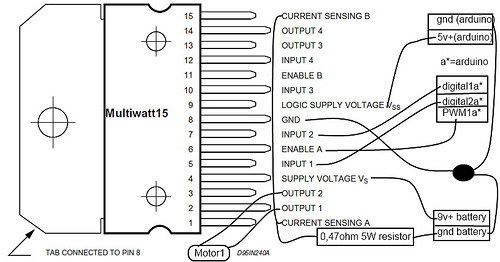 15 CURRENT SENSING B
14 OUTPUT 4
13 OUTPUT 3
12 INPUT 4
11 ENABLE B
10 INPUT 3
9 LOGIC SUPPLY VOLTAGE VSS
8 GND
7 INPUT 2
6 ENABLE A
5 INPUT 1
4 SUPPLY VOLTAGE VS
3 OUTPUT 2
2 OUTPUT 1
1 CURRENT SENSING A
Multiwatt15
TAB CONNECTED TO PIN 8
Motor1
D95IN240A
0,47ohm 5W resistor
gnd (arduino)
5v+(arduino)
a*=arduino
digital1a*
digital2a*
PWM1a*
9v+ battery
gnd battery